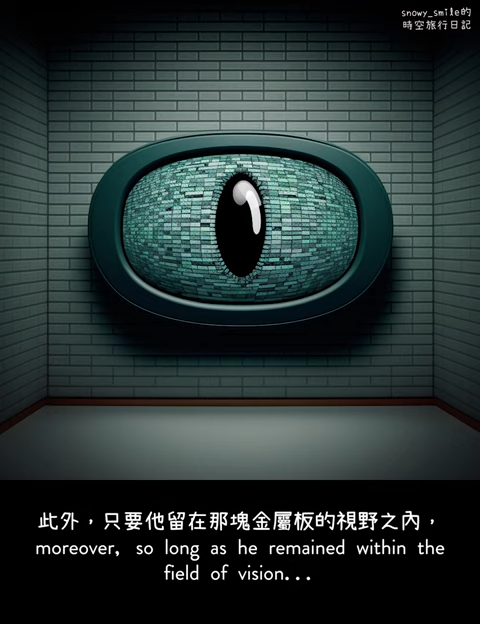 snowy_smile的
時空旅行日記
此外，只要他留在那塊金屬板的視野之內，
moreover, so long as he remained within the
field of vision...